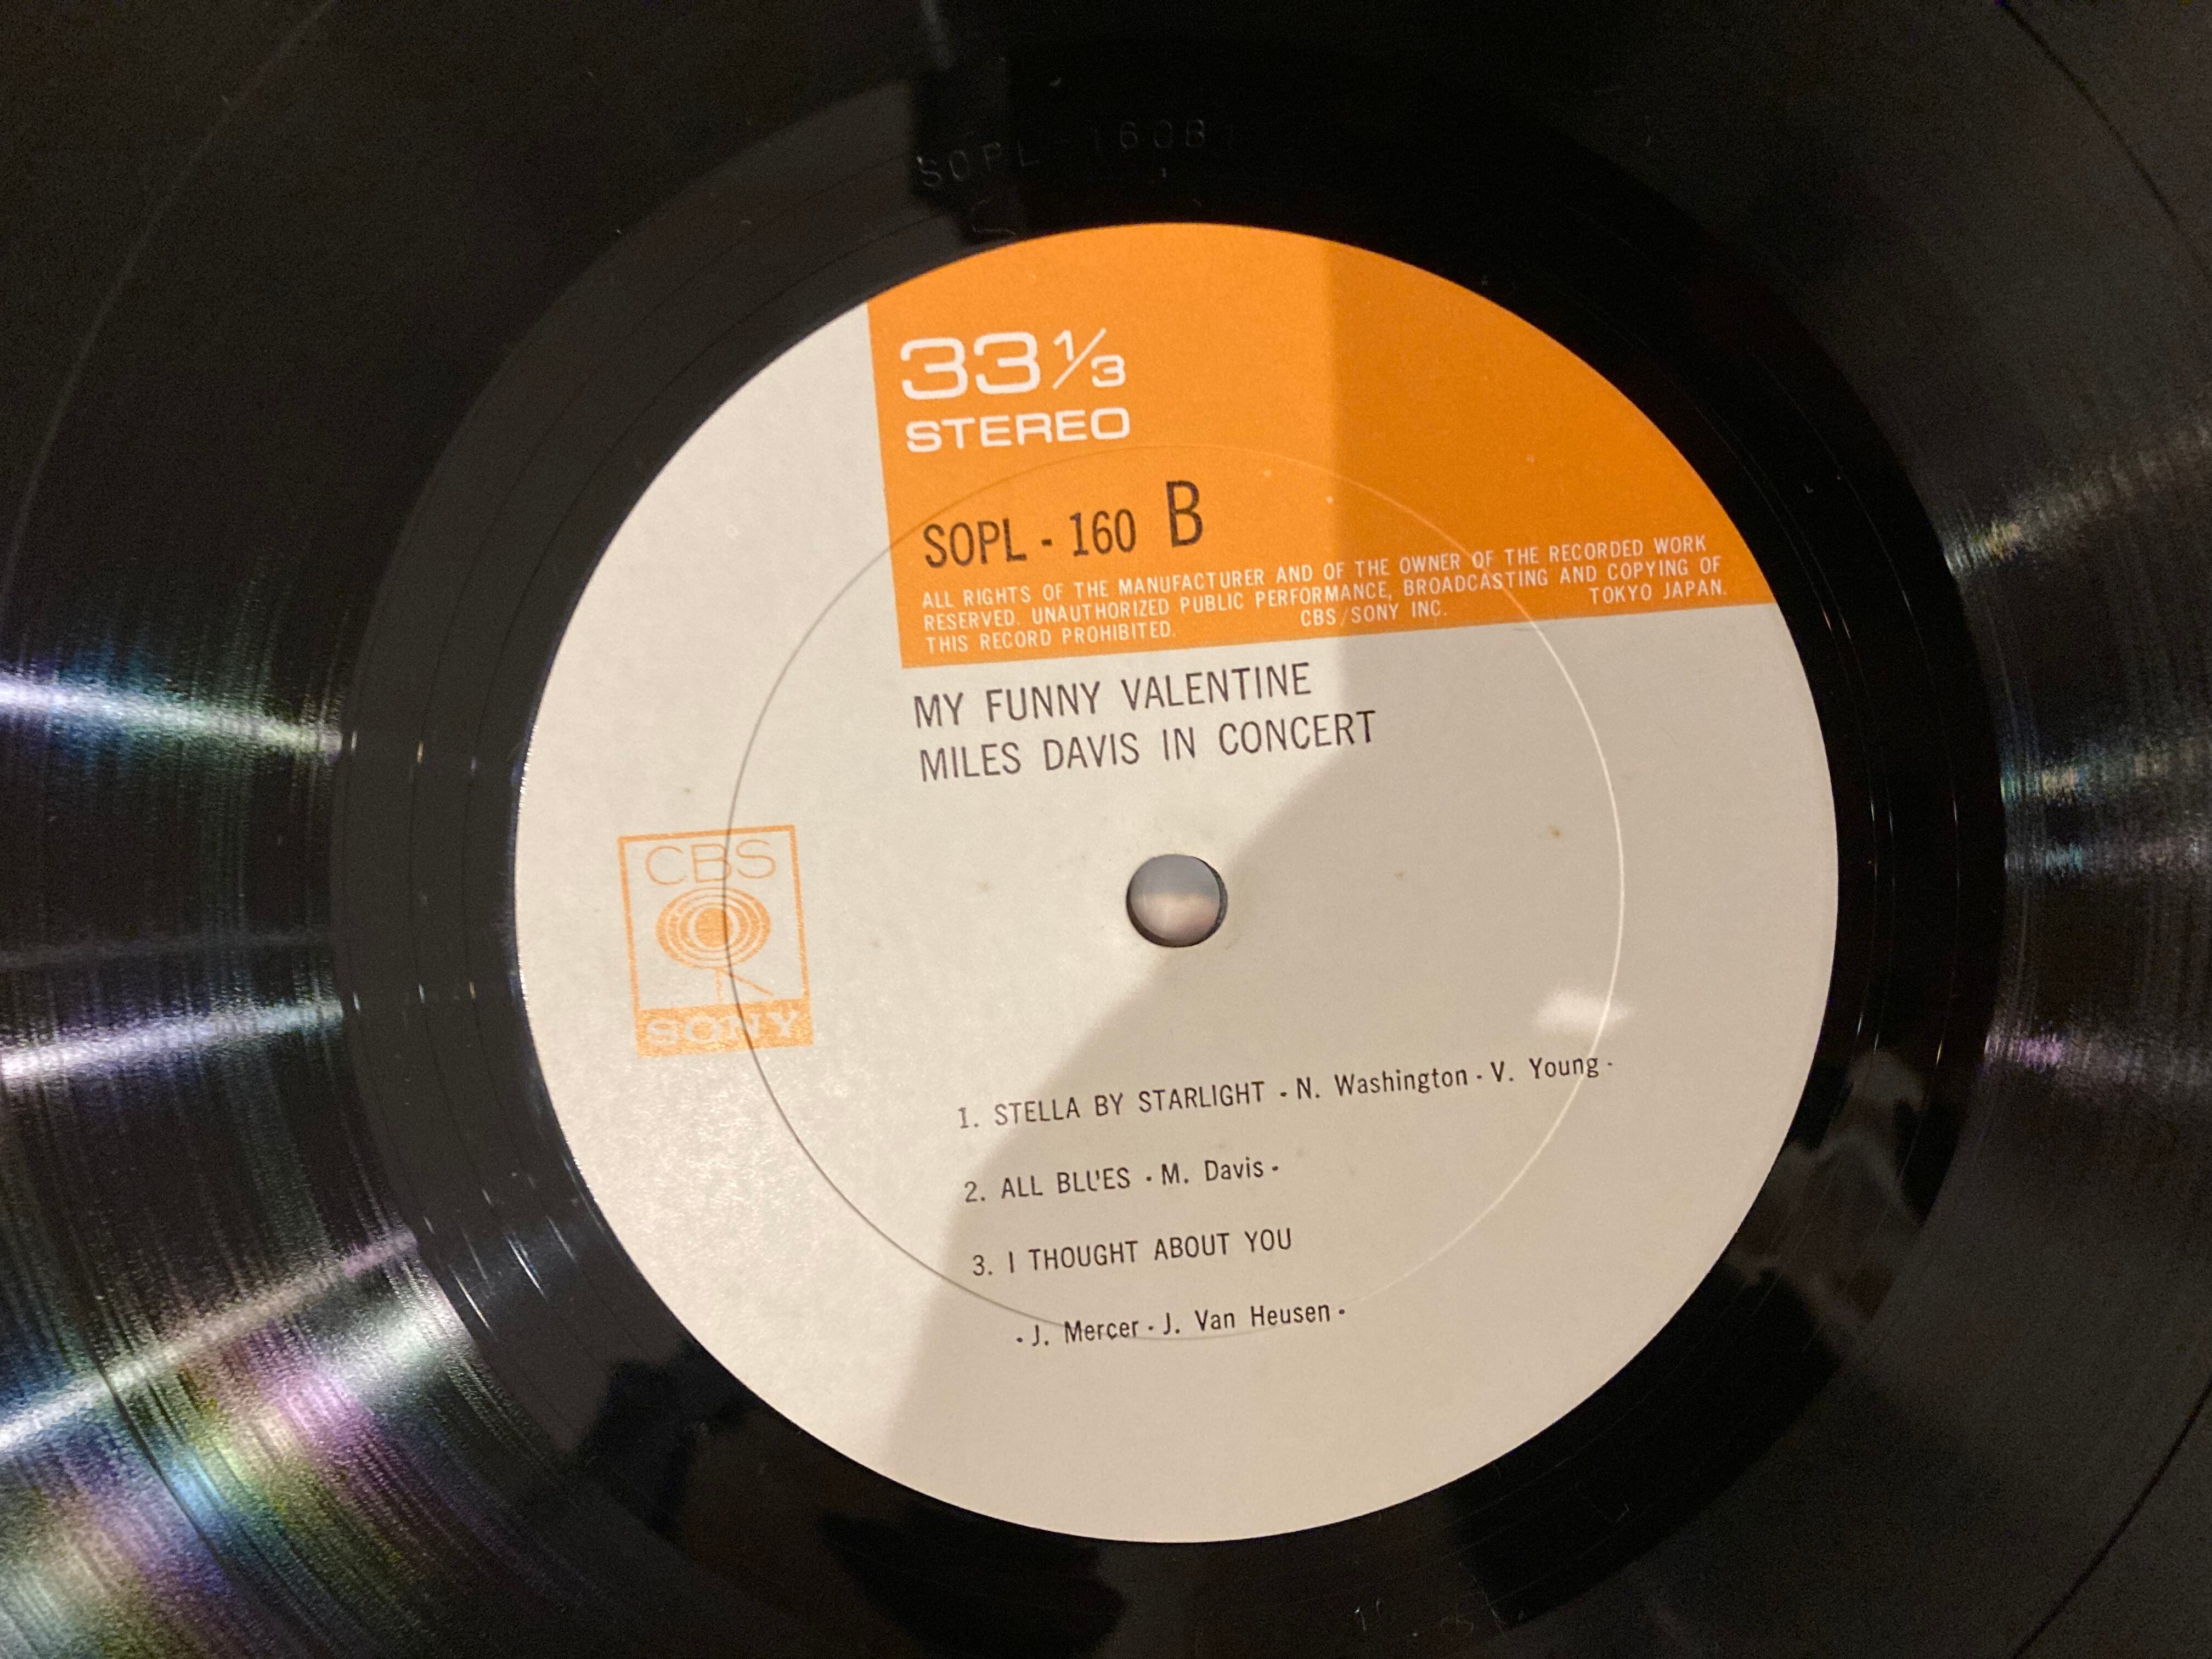 SOPL-160B1
33 1/3
STEREO
SOPL - 160 B
ALL RIGHTS OF THE MANUFACTURER AND OF THE OWNER OF THE RECORDED WORK
RESERVED. UNAUTHORIZED PUBLIC PERFORMANCE, BROADCASTING AND COPYING OF
THIS RECORD PROHIBITED. CBS/SONY INC. TOKYO JAPAN.
MY FUNNY VALENTINE
MILES DAVIS IN CONCERT
CBS
SONY
1. STELLA BY STARLIGHT - N. Washington - V. Young -
2. ALL BLUES - M. Davis -
3. I THOUGHT ABOUT YOU
- J. Mercer - J. Van Heusen -